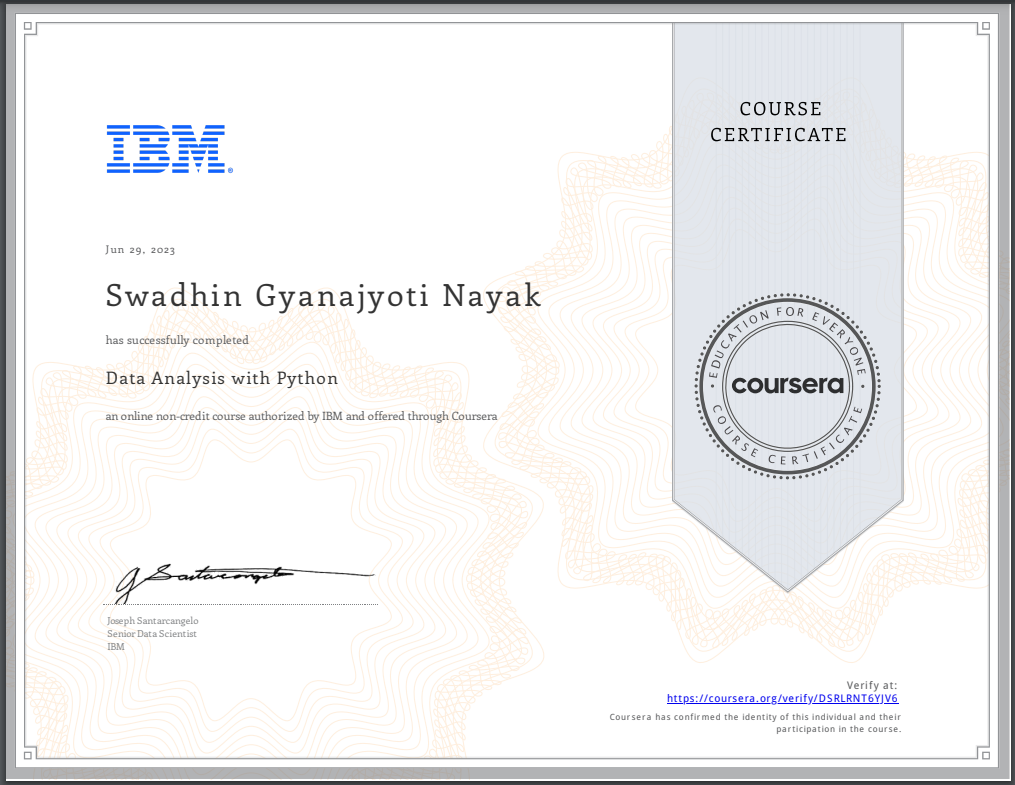 COURSE
CERTIFICATE
IBM®
Jun 29, 2023
Swadhin Gyanajyoti Nayak
has successfully completed
Data Analysis with Python
an online non-credit course authorized by IBM and offered through Coursera
EDUCATION FOR EVERYONE
coursera
COURSE CERTIFICATE
J Santarcangelo
Joseph Santarcangelo
Senior Data Scientist
IBM
Verify at:
https://coursera.org/verify/DSRLRNT6YJV6
Coursera has confirmed the identity of this individual and their
participation in the course.